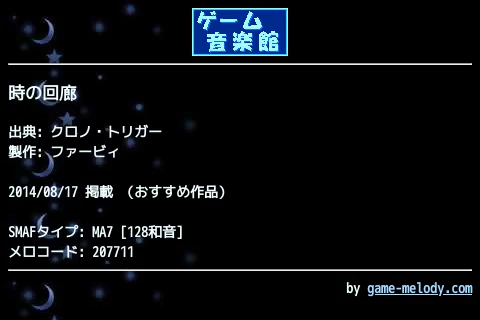 ゲーム
音楽館
時の回廊
出典: クロノ・トリガー
製作: ファービィ
2014/08/17 掲載 (おすすめ作品)
SMAFタイプ: MA7 [128和音]
メロコード: 207711
by game-melody.com